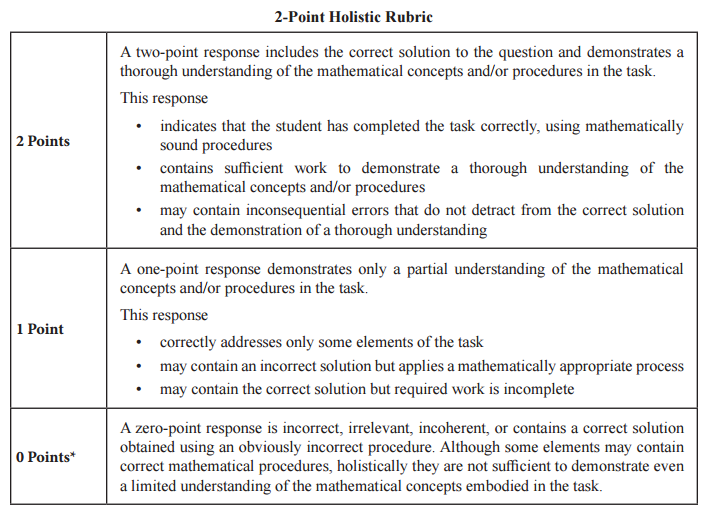 2-Point Holistic Rubric
2 Points
A two-point response includes the correct solution to the question and demonstrates a
thorough understanding of the mathematical concepts and/or procedures in the task.
This response
• indicates that the student has completed the task correctly, using mathematically
sound procedures
• contains sufficient work to demonstrate a thorough understanding of the
mathematical concepts and/or procedures
• may contain inconsequential errors that do not detract from the correct solution
and the demonstration of a thorough understanding
1 Point
A one-point response demonstrates only a partial understanding of the mathematical
concepts and/or procedures in the task.
This response
• correctly addresses only some elements of the task
• may contain an incorrect solution but applies a mathematically appropriate process
• may contain the correct solution but required work is incomplete
0 Points*
A zero-point response is incorrect, irrelevant, incoherent, or contains a correct solution
obtained using an obviously incorrect procedure. Although some elements may contain
correct mathematical procedures, holistically they are not sufficient to demonstrate even
a limited understanding of the mathematical concepts embodied in the task.